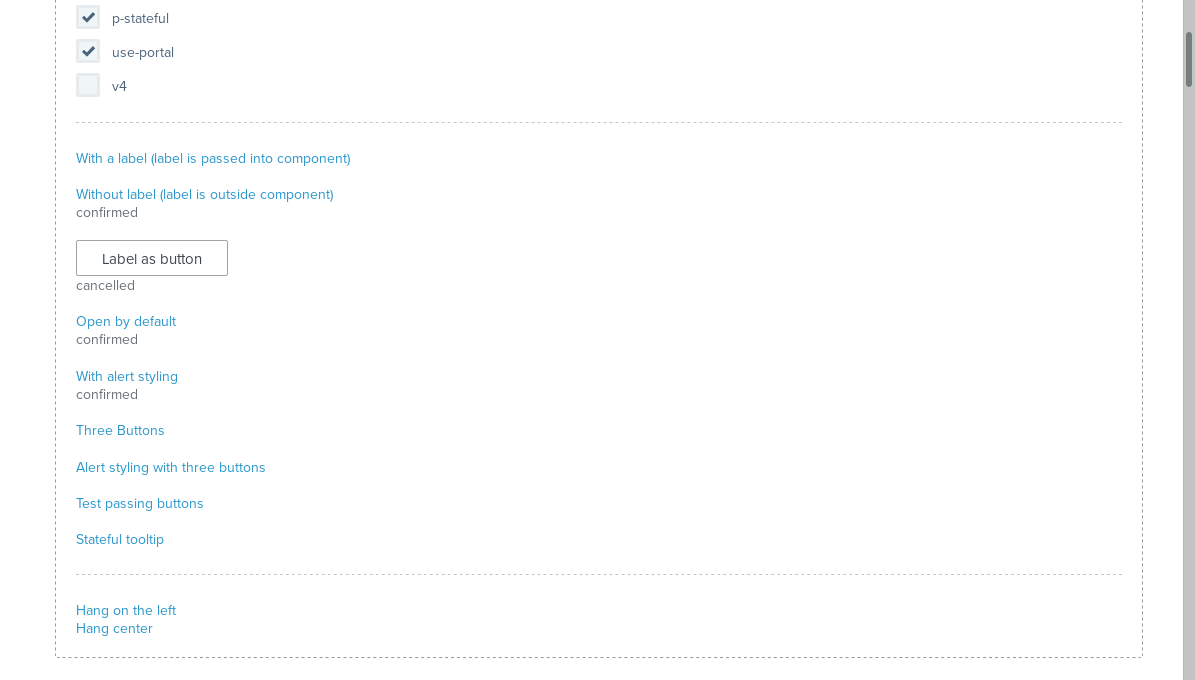 p-stateful
use-portal
v4
With a label (label is passed into component)
Without label (label is outside component)
confirmed
Label as button
cancelled
Open by default
confirmed
With alert styling
confirmed
Three Buttons
Alert styling with three buttons
Test passing buttons
Stateful tooltip
Hang on the left
Hang center